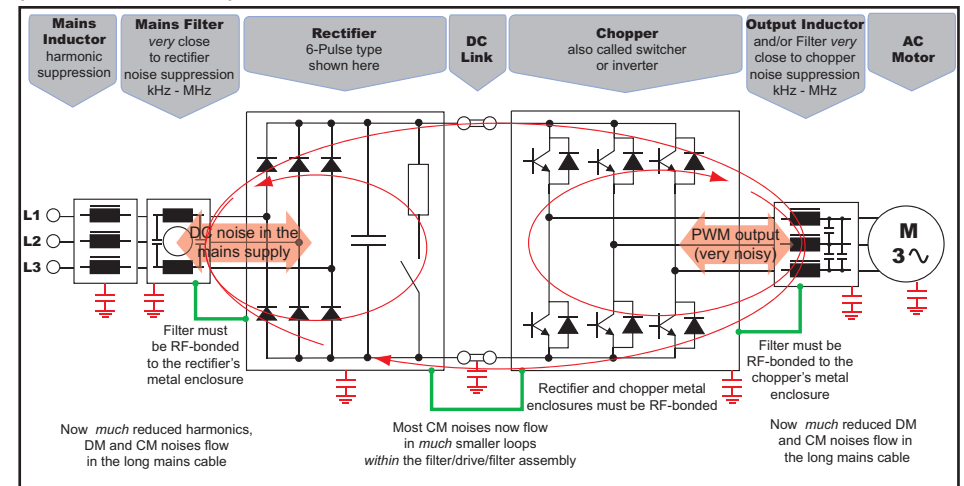 Mains
Inductor
harmonic
suppression
Mains Filter
very close
to rectifier
noise suppression
kHz - MHz
Rectifier
6-Pulse type
shown here
DC
Link
Chopper
also called switcher
or inverter
Output Inductor
and/or Filter very
close to chopper
noise suppression
kHz - MHz
AC
Motor
L1
L2
L3
DC noise in the
mains supply
PWM output
(very noisy)
M
3∿
Filter must
be RF-bonded
to the rectifier's
metal enclosure
Rectifier and chopper metal
enclosures must be RF-bonded
Filter must be
RF-bonded to the
chopper's metal
enclosure
Now much reduced harmonics,
DM and CM noises flow
in the long mains cable
Most CM noises now flow
in much smaller loops
within the filter/drive/filter assembly
Now much reduced DM
and CM noises flow in
the long mains cable